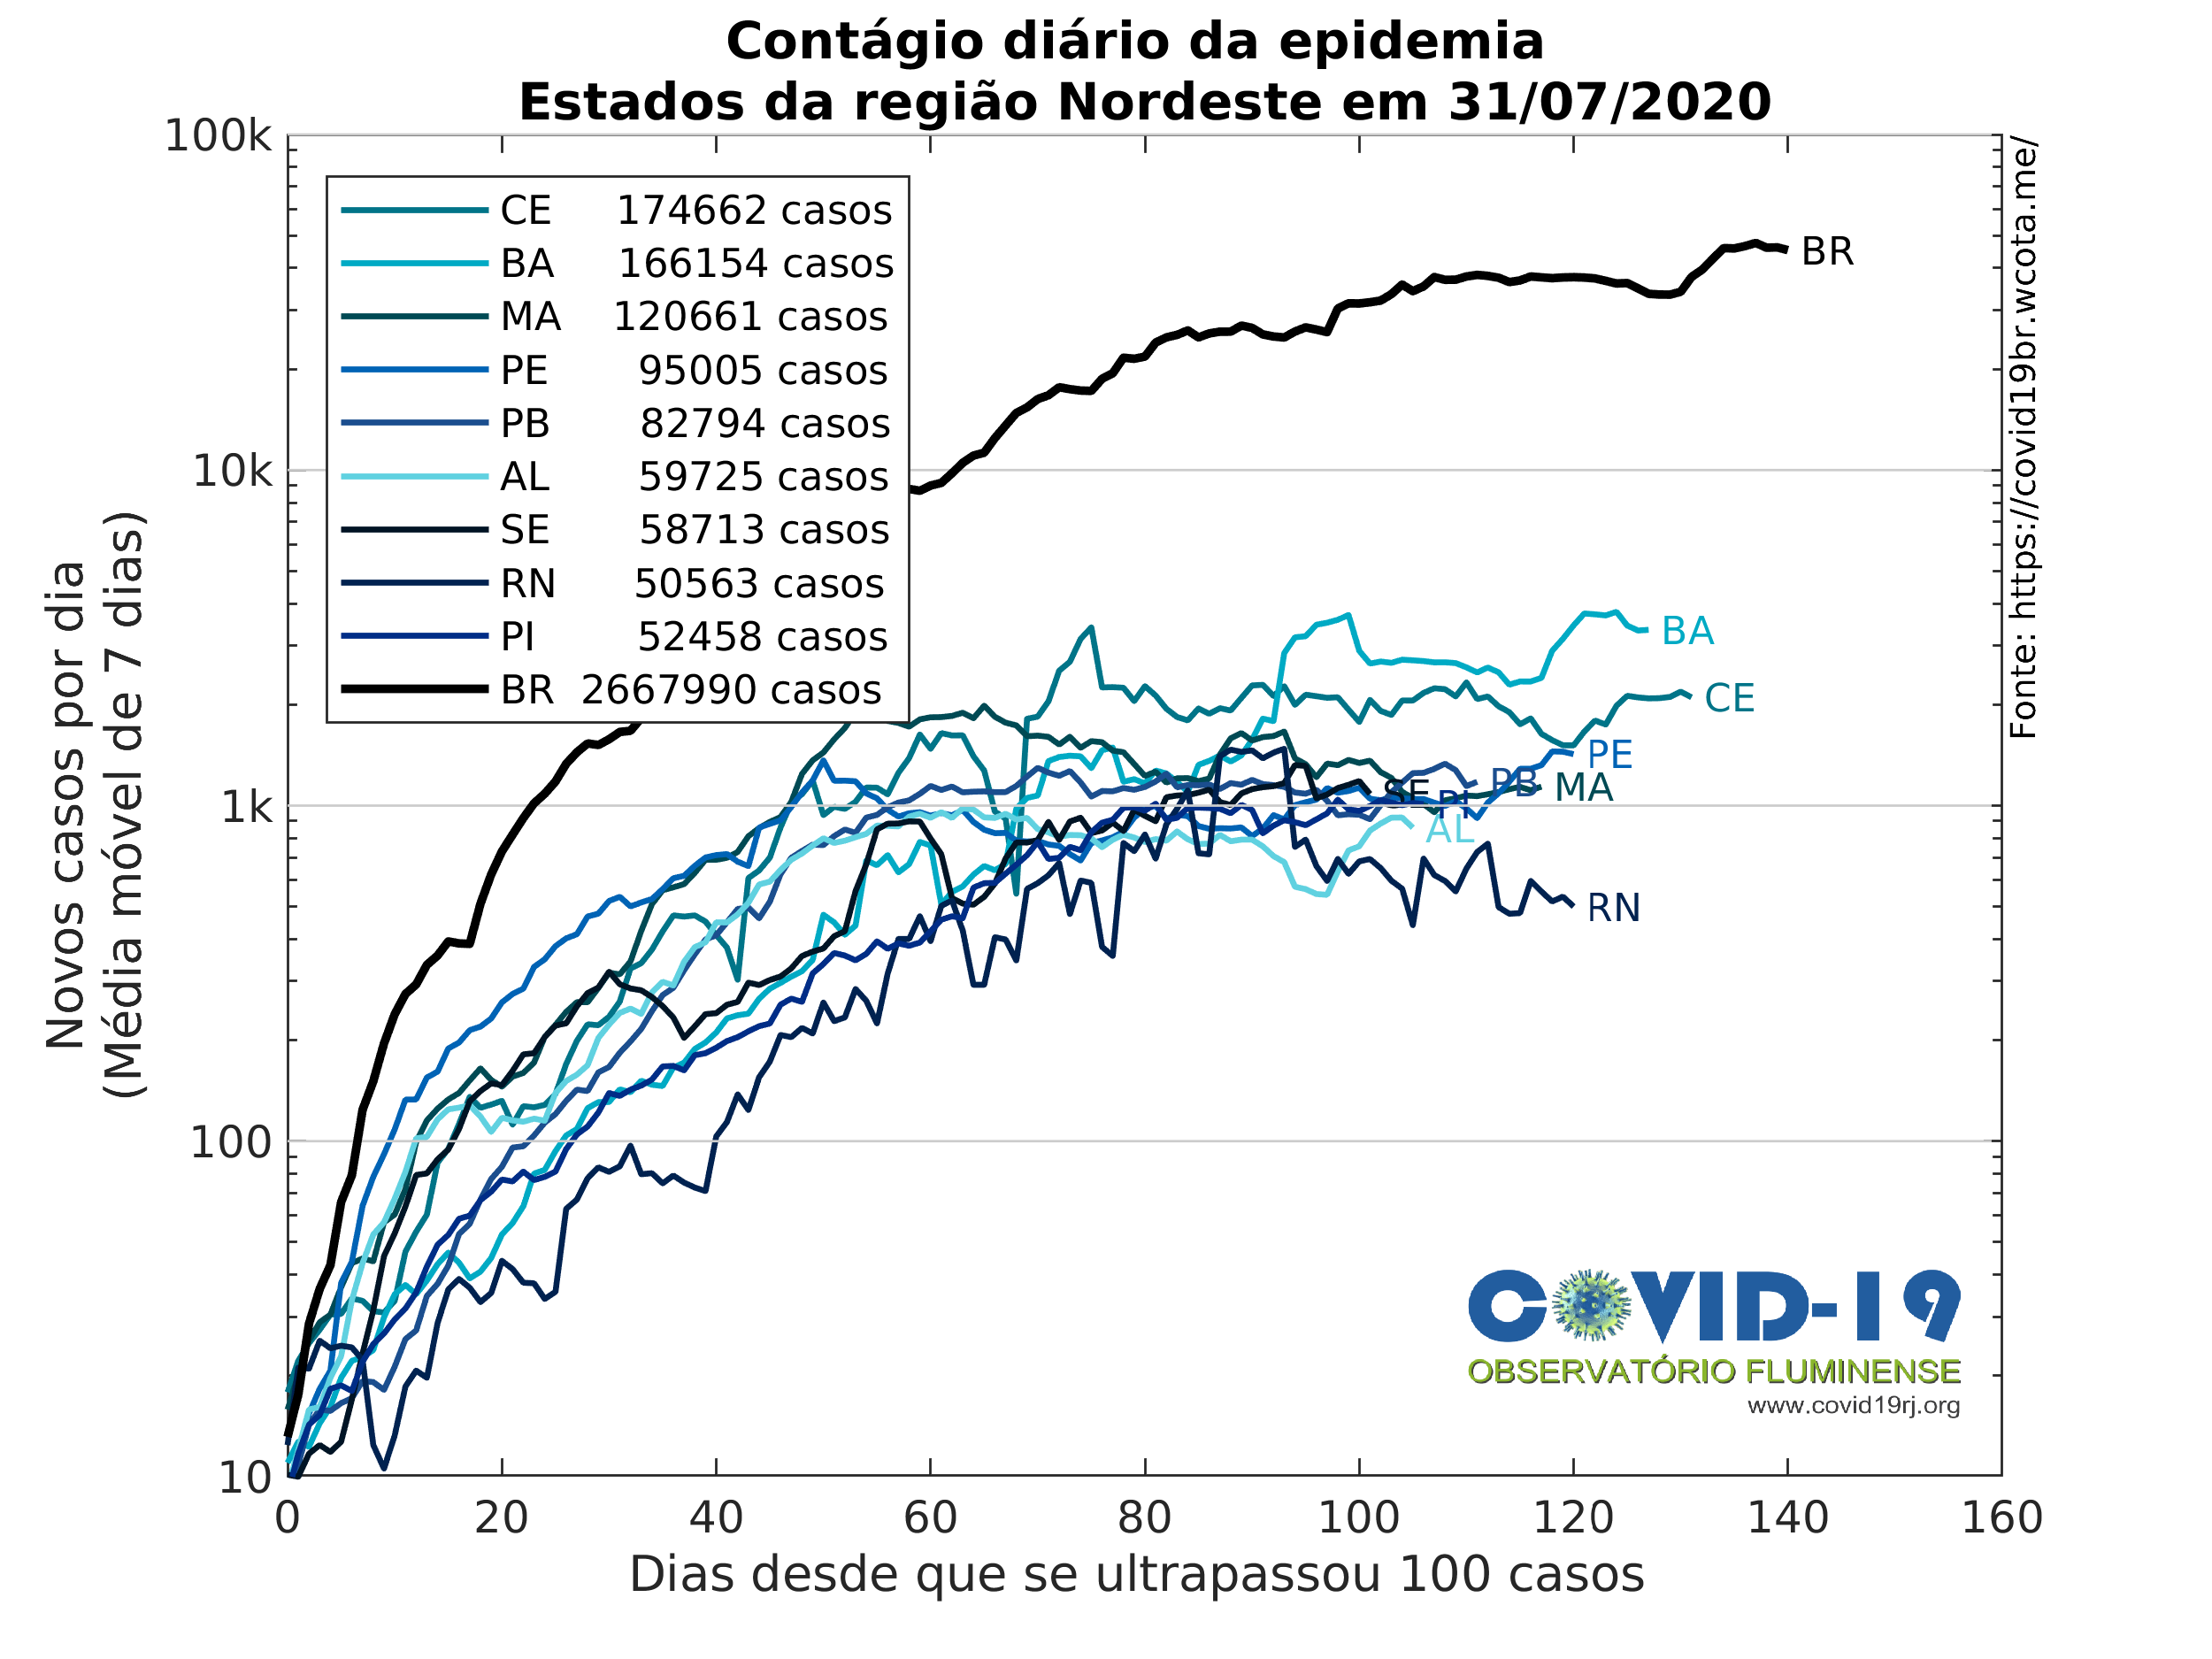 Contágio diário da epidemia
Estados da região Nordeste em 31/07/2020
100k
10k
1k
100
10
Novos casos por dia
(Média móvel de 7 dias)
CE 174662 casos
BA 166154 casos
MA 120661 casos
PE 95005 casos
PB 82794 casos
AL 59725 casos
SE 58713 casos
RN 50563 casos
PI 52458 casos
BR 2667990 casos
BR
BA
CE
PE
PB
MA
SE
PI
AL
RN
Fonte: https://covid19br.wcota.me/
COVID-19
OBSERVATÓRIO FLUMINENSE
www.covid19rj.org
0 20 40 60 80 100 120 140 160
Dias desde que se ultrapassou 100 casos